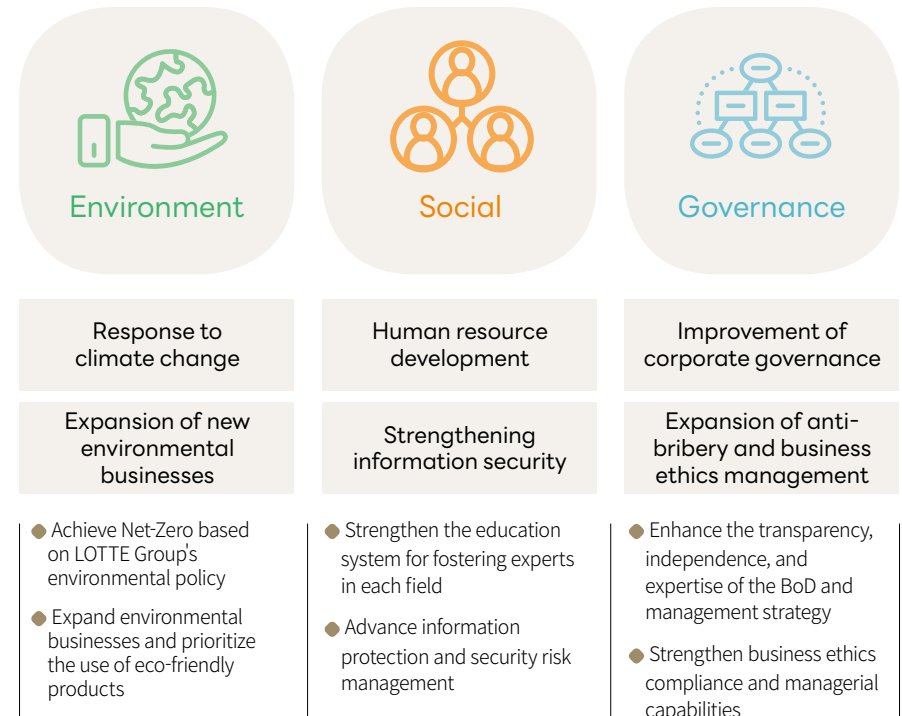 Environment
Social
Governance
Response to
climate change
Human resource
development
Improvement of
corporate governance
Expansion of new
environmental
businesses
Strengthening
information security
Expansion of anti-
bribery and business
ethics management
Achieve Net-Zero based
on LOTTE Group's
environmental policy
Expand environmental
businesses and prioritize
the use of eco-friendly
products
Strengthen the education
system for fostering experts
in each field
Advance information
protection and security risk
management
Enhance the transparency,
independence, and
expertise of the BoD and
management strategy
Strengthen business ethics
compliance and managerial
capabilities